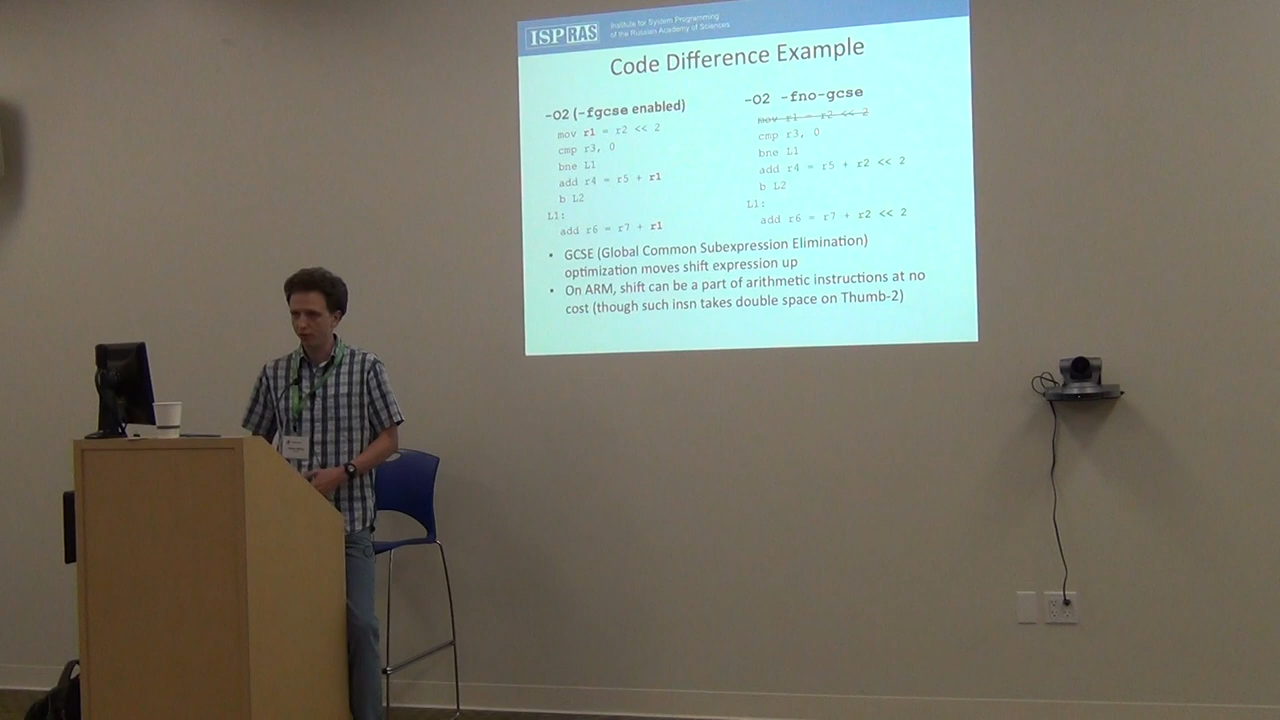 ISPRAS
Institute for System Programming
of the Russian Academy of Sciences
Code Difference Example
-O2 (-fgcse enabled)
mov r1 = r2 << 2
cmp r3, 0
bne L1
add r4 = r5 + r1
b L2
L1:
add r6 = r7 + r1
-O2 -fno-gcse
mov r1 = r2 << 2
cmp r3, 0
bne L1
add r4 = r5 + r2 << 2
b L2
L1:
add r6 = r7 + r2 << 2
• GCSE (Global Common Subexpression Elimination)
optimization moves shift expression up
• On ARM, shift can be a part of arithmetic instructions at no
cost (though such insn takes double space on Thumb-2)